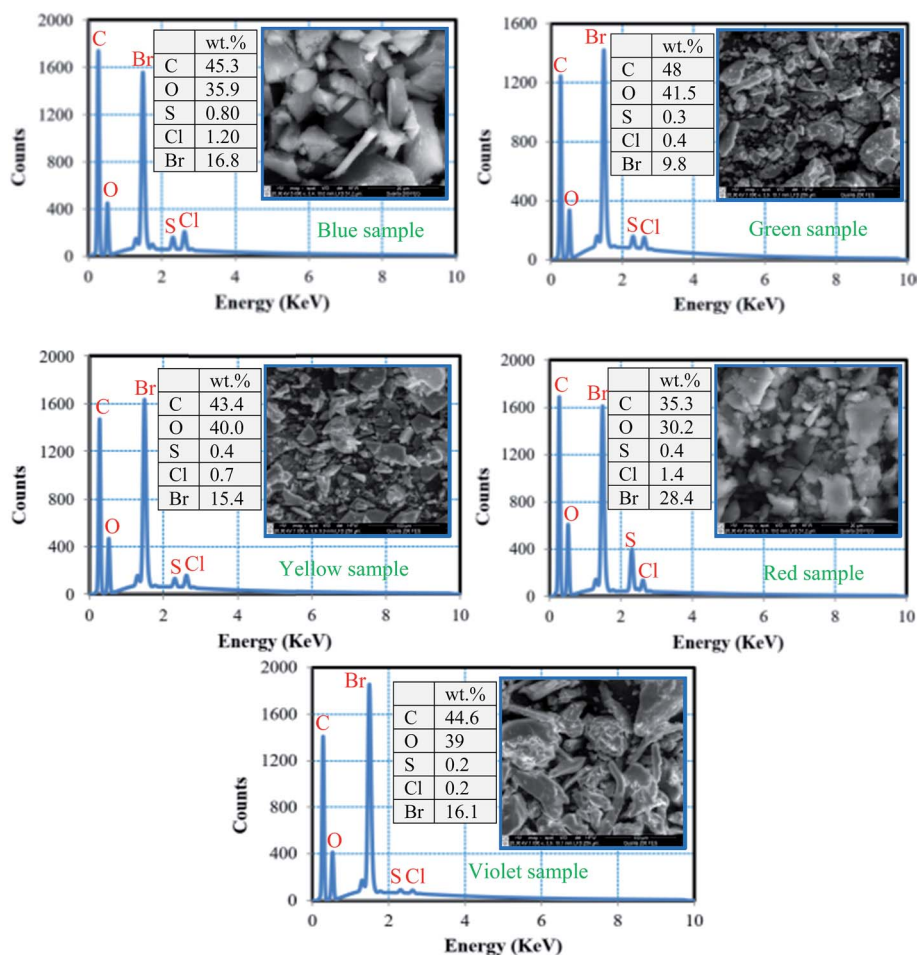 2000
1600
1200
800
400
0
Counts
C
O
Br
S
Cl
wt.%
C 45.3
O 35.9
S 0.80
Cl 1.20
Br 16.8
Blue sample
0 2 4 6 8 10
Energy (KeV)
1600
1200
800
400
0
Counts
C
O
Br
S
Cl
wt.%
C 48
O 41.5
S 0.3
Cl 0.4
Br 9.8
Green sample
0 2 4 6 8 10
Energy (KeV)
2000
1600
1200
800
400
0
Counts
C
O
Br
S
Cl
wt.%
C 43.4
O 40.0
S 0.4
Cl 0.7
Br 15.4
Yellow sample
0 2 4 6 8 10
Energy (KeV)
2000
1600
1200
800
400
0
Counts
C
O
Br
S
Cl
wt.%
C 35.3
O 30.2
S 0.4
Cl 1.4
Br 28.4
Red sample
0 2 4 6 8 10
Energy (KeV)
2000
1600
1200
800
400
0
Counts
C
O
Br
S Cl
wt.%
C 44.6
O 39
S 0.2
Cl 0.2
Br 16.1
Violet sample
0 2 4 6 8 10
Energy (KeV)